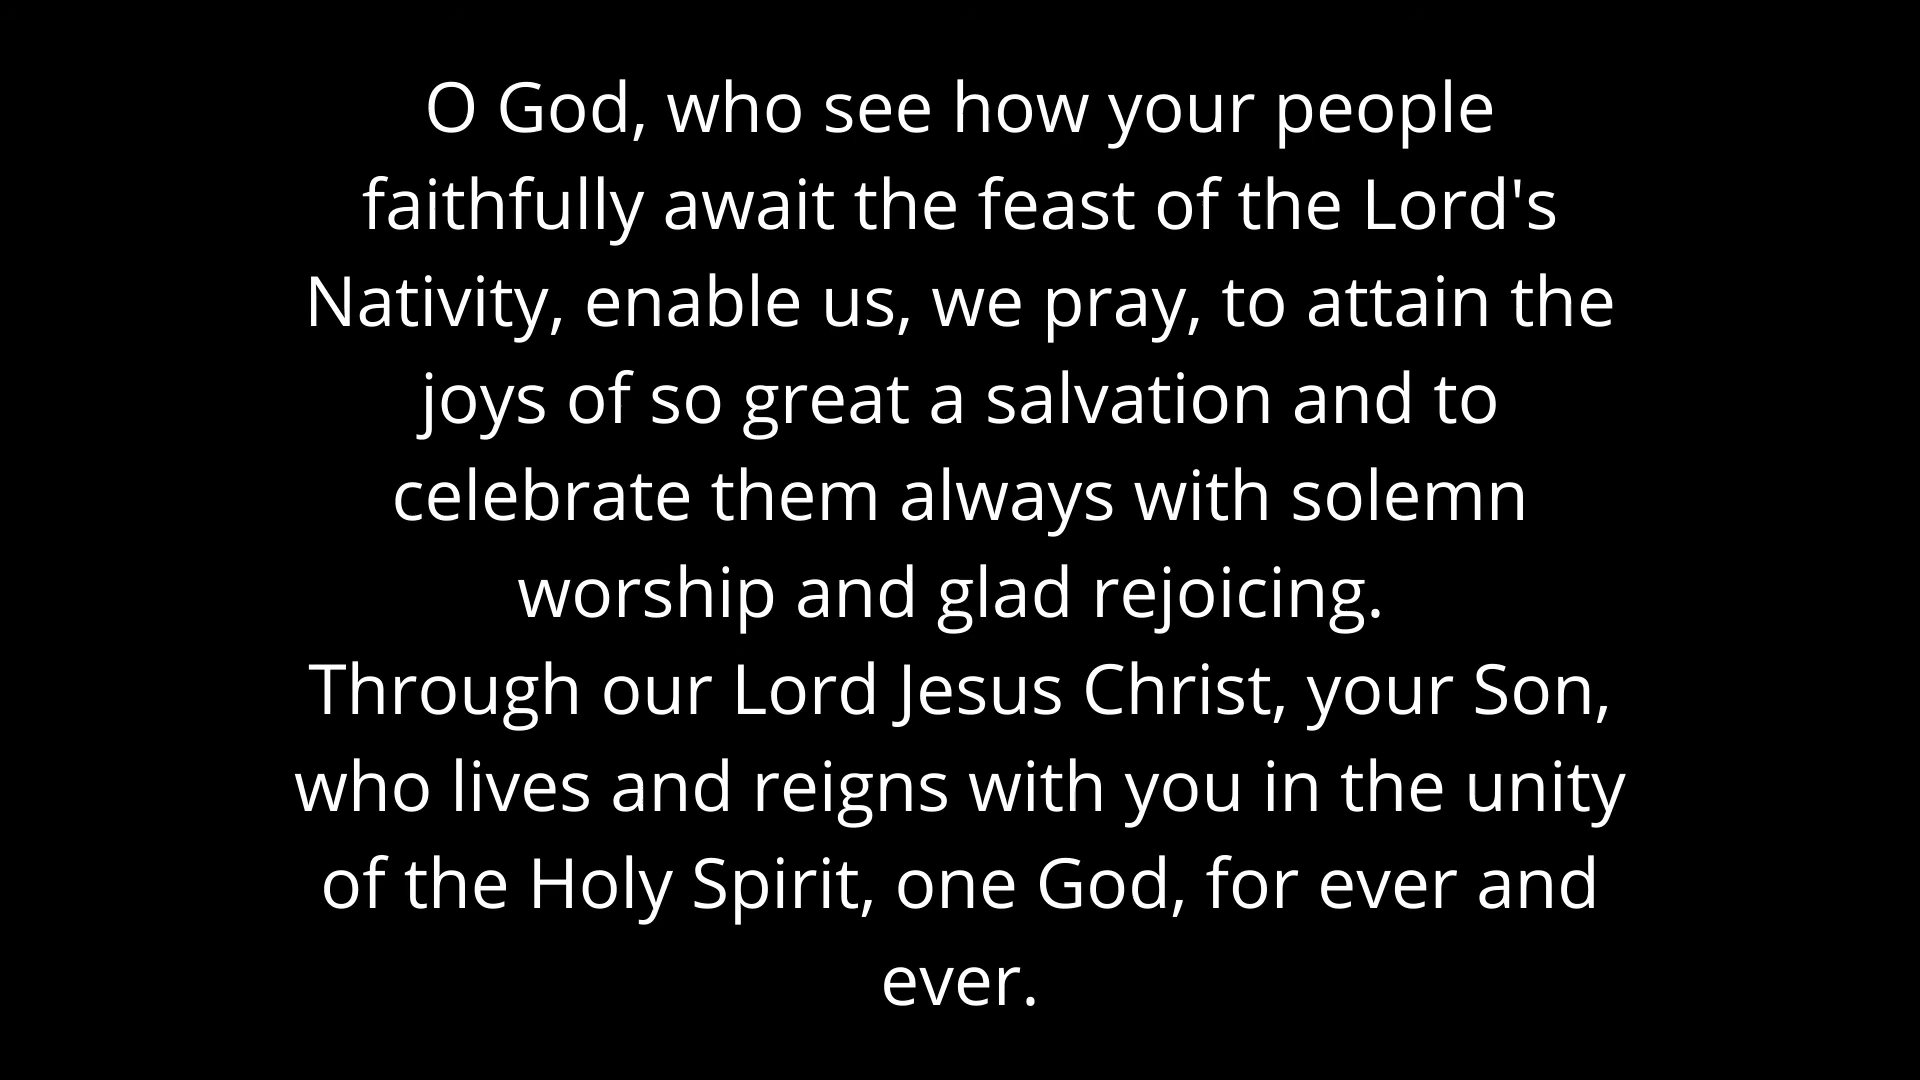 O God, who see how your people
faithfully await the feast of the Lord's
Nativity, enable us, we pray, to attain the
joys of so great a salvation and to
celebrate them always with solemn
worship and glad rejoicing.
Through our Lord Jesus Christ, your Son,
who lives and reigns with you in the unity
of the Holy Spirit, one God, for ever and
ever.